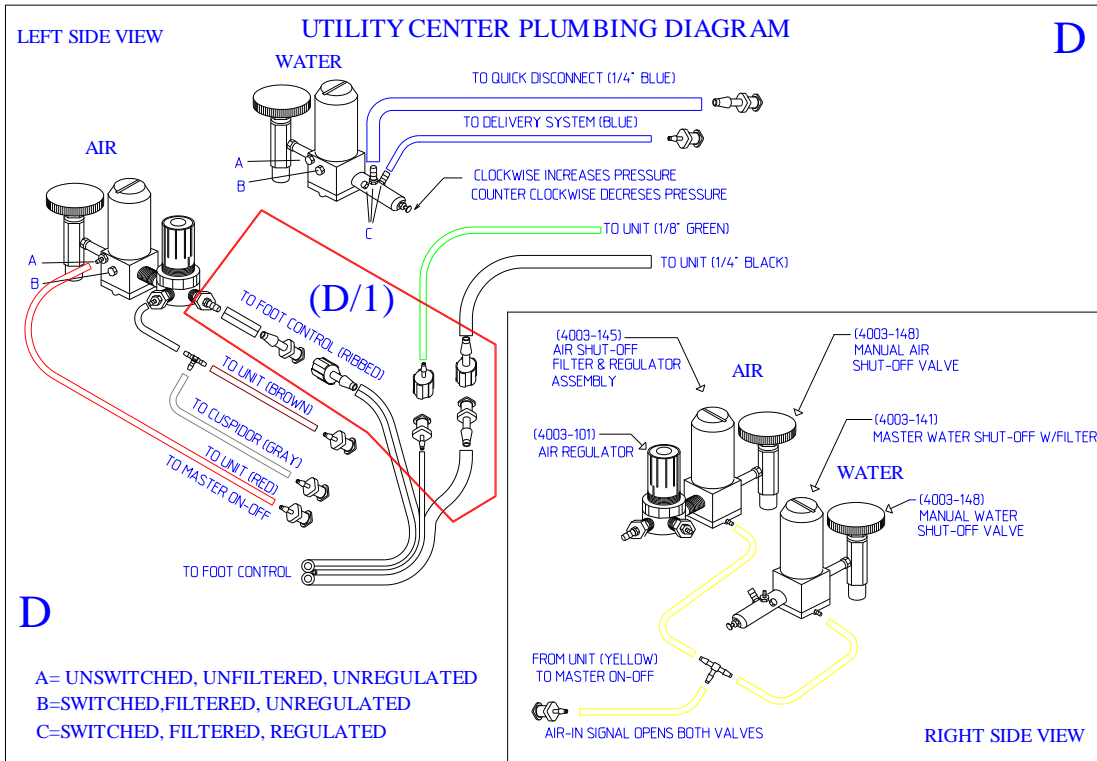 UTILITY CENTER PLUMBING DIAGRAM
LEFT SIDE VIEW
D
WATER
TO QUICK DISCONNECT (1/4" BLUE)
TO DELIVERY SYSTEM (BLUE)
A
B
CLOCKWISE INCREASES PRESSURE
COUNTER CLOCKWISE DECRESES PRESSURE
C
AIR
A
B
TO UNIT (1/8" GREEN)
TO UNIT (1/4" BLACK)
(D/1)
TO FOOT CONTROL (RIBBED)
TO UNIT (BROWN)
TO CUSPIDOR (GRAY)
TO UNIT (RED)
TO MASTER ON-OFF
TO FOOT CONTROL
D
A= UNSWITCHED, UNFILTERED, UNREGULATED
B=SWITCHED,FILTERED, UNREGULATED
C=SWITCHED, FILTERED, REGULATED
(4003-145)
AIR SHUT-OFF
FILTER & REGULATOR
ASSEMBLY
AIR
(4003-148)
MANUAL AIR
SHUT-OFF VALVE
(4003-101)
AIR REGULATOR
(4003-141)
MASTER WATER SHUT-OFF W/FILTER
WATER
(4003-148)
MANUAL WATER
SHUT-OFF VALVE
FROM UNIT (YELLOW)
TO MASTER ON-OFF
AIR-IN SIGNAL OPENS BOTH VALVES
RIGHT SIDE VIEW